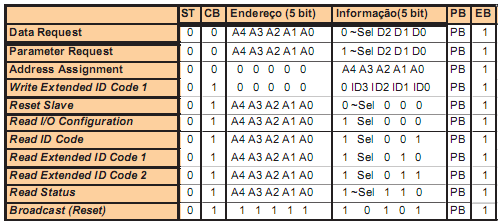 ST CB Endereço (5 bit) Informação(5 bit) PB EB
Data Request 0 0 A4 A3 A2 A1 A0 0 ~Sel D2 D1 D0 PB 1
Parameter Request 0 0 A4 A3 A2 A1 A0 1 ~Sel D2 D1 D0 PB 1
Address Assignment 0 0 0 0 0 0 0 A4 A3 A2 A1 A0 PB 1
Write Extended ID Code 1 0 1 0 0 0 0 0 0 ID3 ID2 ID1 ID0 PB 1
Reset Slave 0 1 A4 A3 A2 A1 A0 0 ~Sel 0 0 0 PB 1
Read I/O Configuration 0 1 A4 A3 A2 A1 A0 1 Sel 0 0 0 PB 1
Read ID Code 0 1 A4 A3 A2 A1 A0 1 Sel 0 0 1 PB 1
Read Extended ID Code 1 0 1 A4 A3 A2 A1 A0 1 Sel 0 1 0 PB 1
Read Extended ID Code 2 0 1 A4 A3 A2 A1 A0 1 Sel 0 1 1 PB 1
Read Status 0 1 A4 A3 A2 A1 A0 1 ~Sel 1 1 0 PB 1
Broadcast (Reset) 0 1 1 1 1 1 1 1 0 1 0 1 PB 1